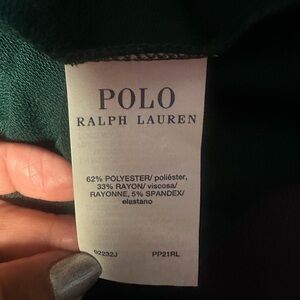 POLO
RALPH LAUREN
62% POLYESTER/ poliéster,
33% RAYON/ viscosa/
RAYONNE, 5% SPANDEX/
elastano
PP21RL